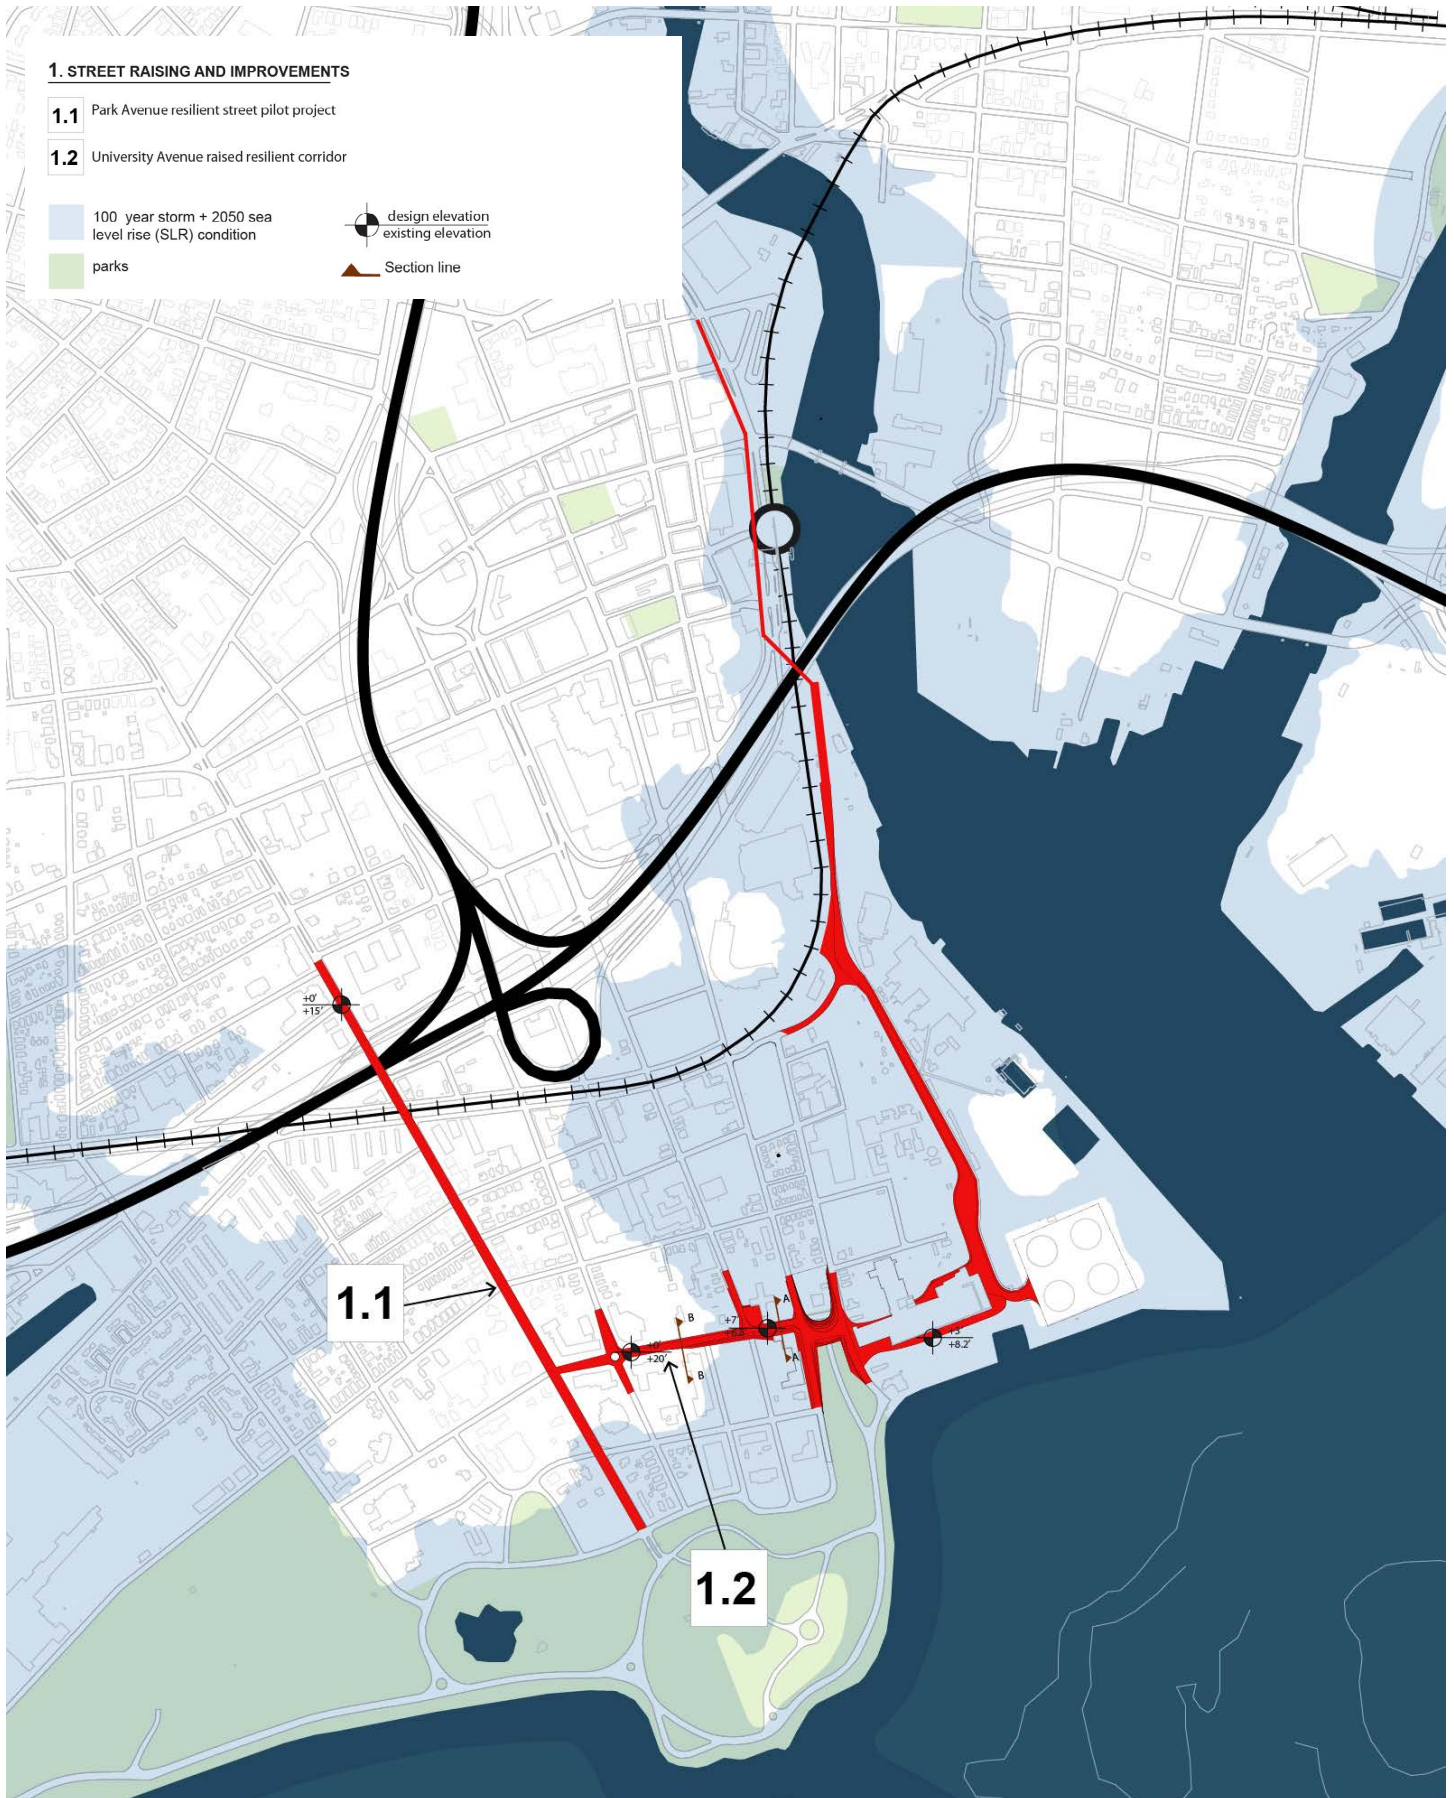 1. STREET RAISING AND IMPROVEMENTS
1.1 Park Avenue resilient street pilot project
1.2 University Avenue raised resilient corridor
100 year storm + 2050 sea
level rise (SLR) condition
parks
design elevation
existing elevation
Section line
+0'
+15'
1.1
A
B
+7'
+0'
+20'
A
B
+8.2'
1.2